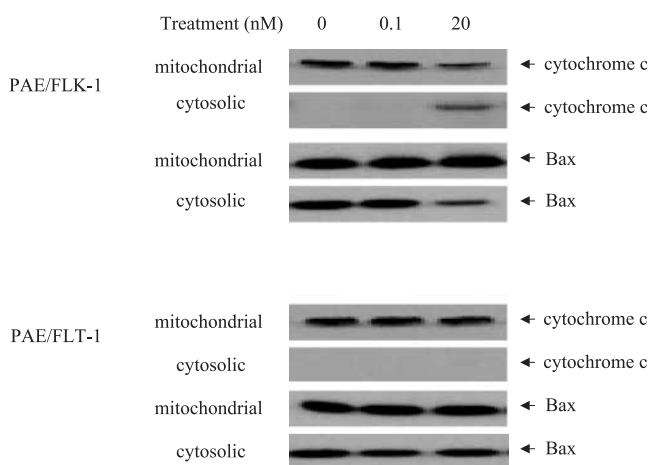 Treatment (nM) 0 0.1 20
mitochondrial ← cytochrome c
PAE/FLK-1
cytosolic ← cytochrome c
mitochondrial ← Bax
cytosolic ← Bax
mitochondrial ← cytochrome c
PAE/FLT-1
cytosolic ← cytochrome c
mitochondrial ← Bax
cytosolic ← Bax